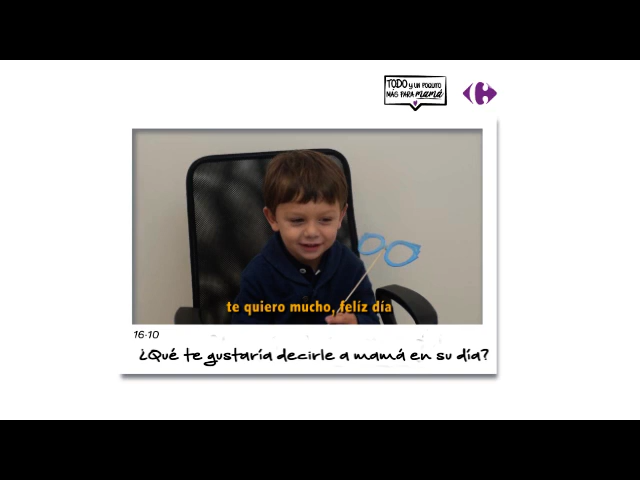 TODO y UN POQUITO
MÁS PARA mamá
te quiero mucho, felíz día
16-10
¿Qué te gustaría decirle a mamá en su día?